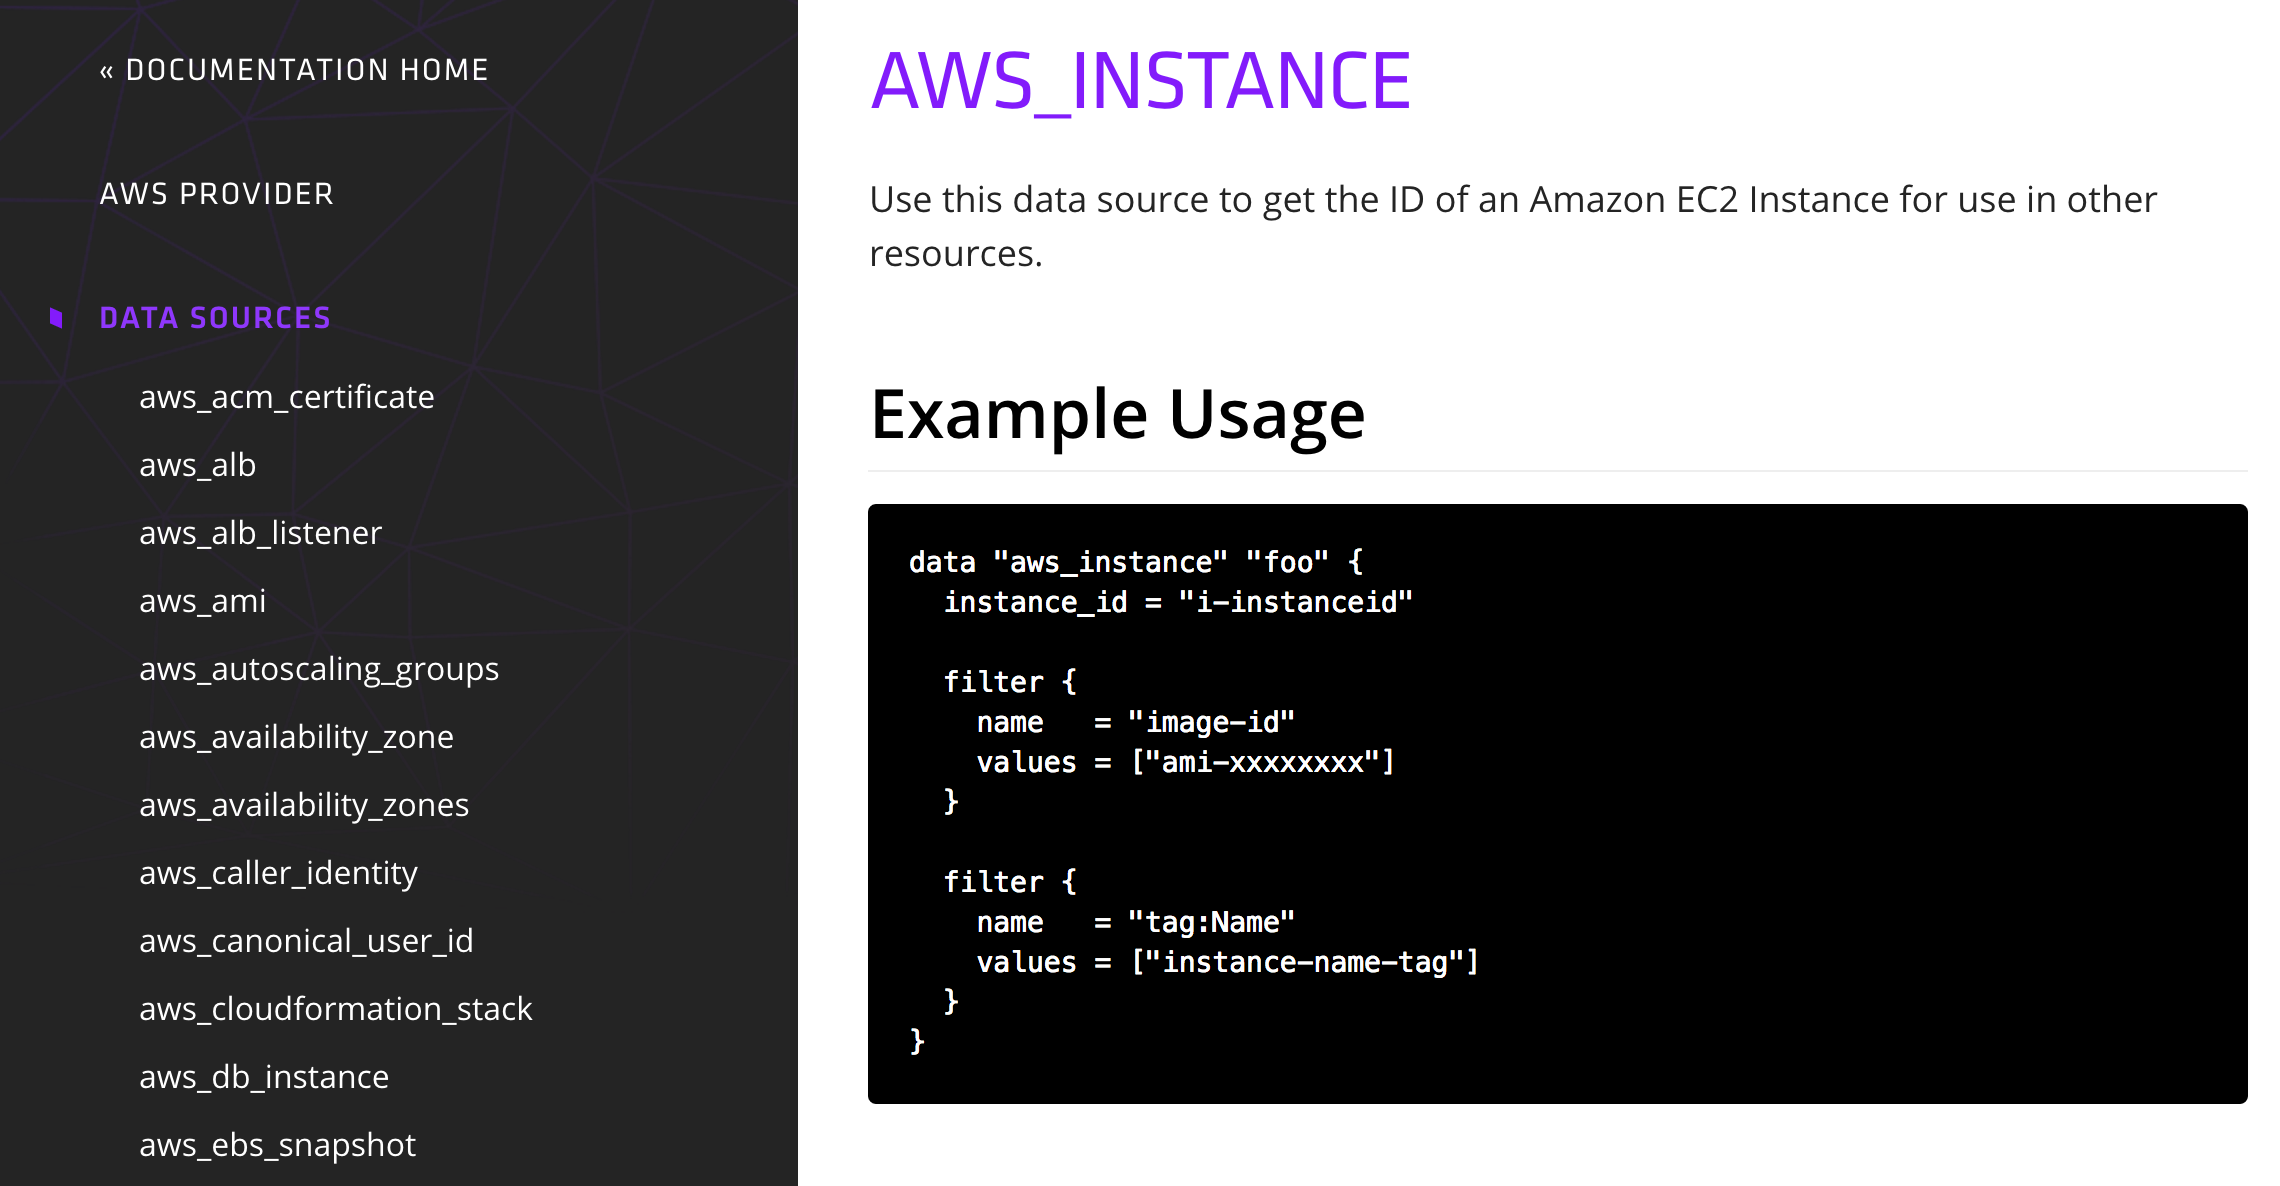 « DOCUMENTATION HOME
AWS PROVIDER
DATA SOURCES
aws_acm_certificate
aws_alb
aws_alb_listener
aws_ami
aws_autoscaling_groups
aws_availability_zone
aws_availability_zones
aws_caller_identity
aws_canonical_user_id
aws_cloudformation_stack
aws_db_instance
aws_ebs_snapshot
AWS_INSTANCE
Use this data source to get the ID of an Amazon EC2 Instance for use in other
resources.
Example Usage
data "aws_instance" "foo" {
  instance_id = "i-instanceid"
  filter {
    name   = "image-id"
    values = ["ami-xxxxxxxx"]
  }
  filter {
    name   = "tag:Name"
    values = ["instance-name-tag"]
  }
}